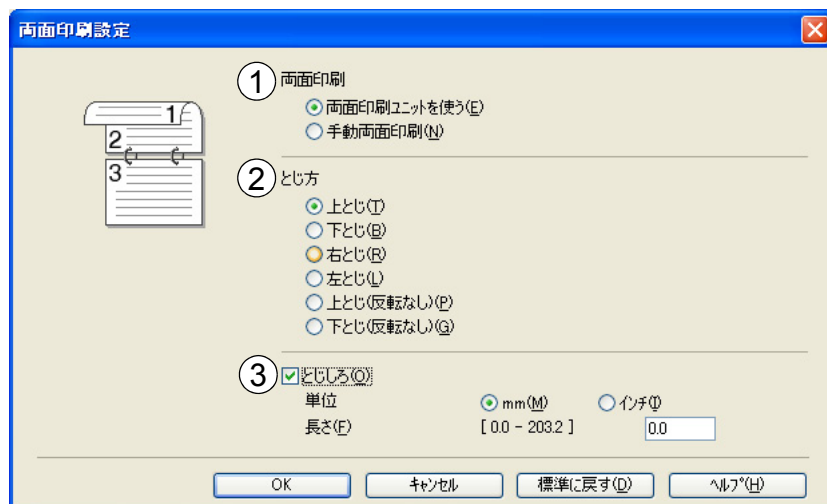 両面印刷設定
1 両面印刷
両面印刷ユニットを使う(E)
手動両面印刷(N)
1
2
3
2 とじ方
上とじ(T)
下とじ(B)
右とじ(R)
左とじ(L)
上とじ(反転なし)(P)
下とじ(反転なし)(G)
3 とじしろ(O)
単位 mm(M) インチ(I)
長さ(F) [ 0.0 - 203.2 ] 0.0
OK キャンセル 標準に戻す(D) ヘルプ(H)